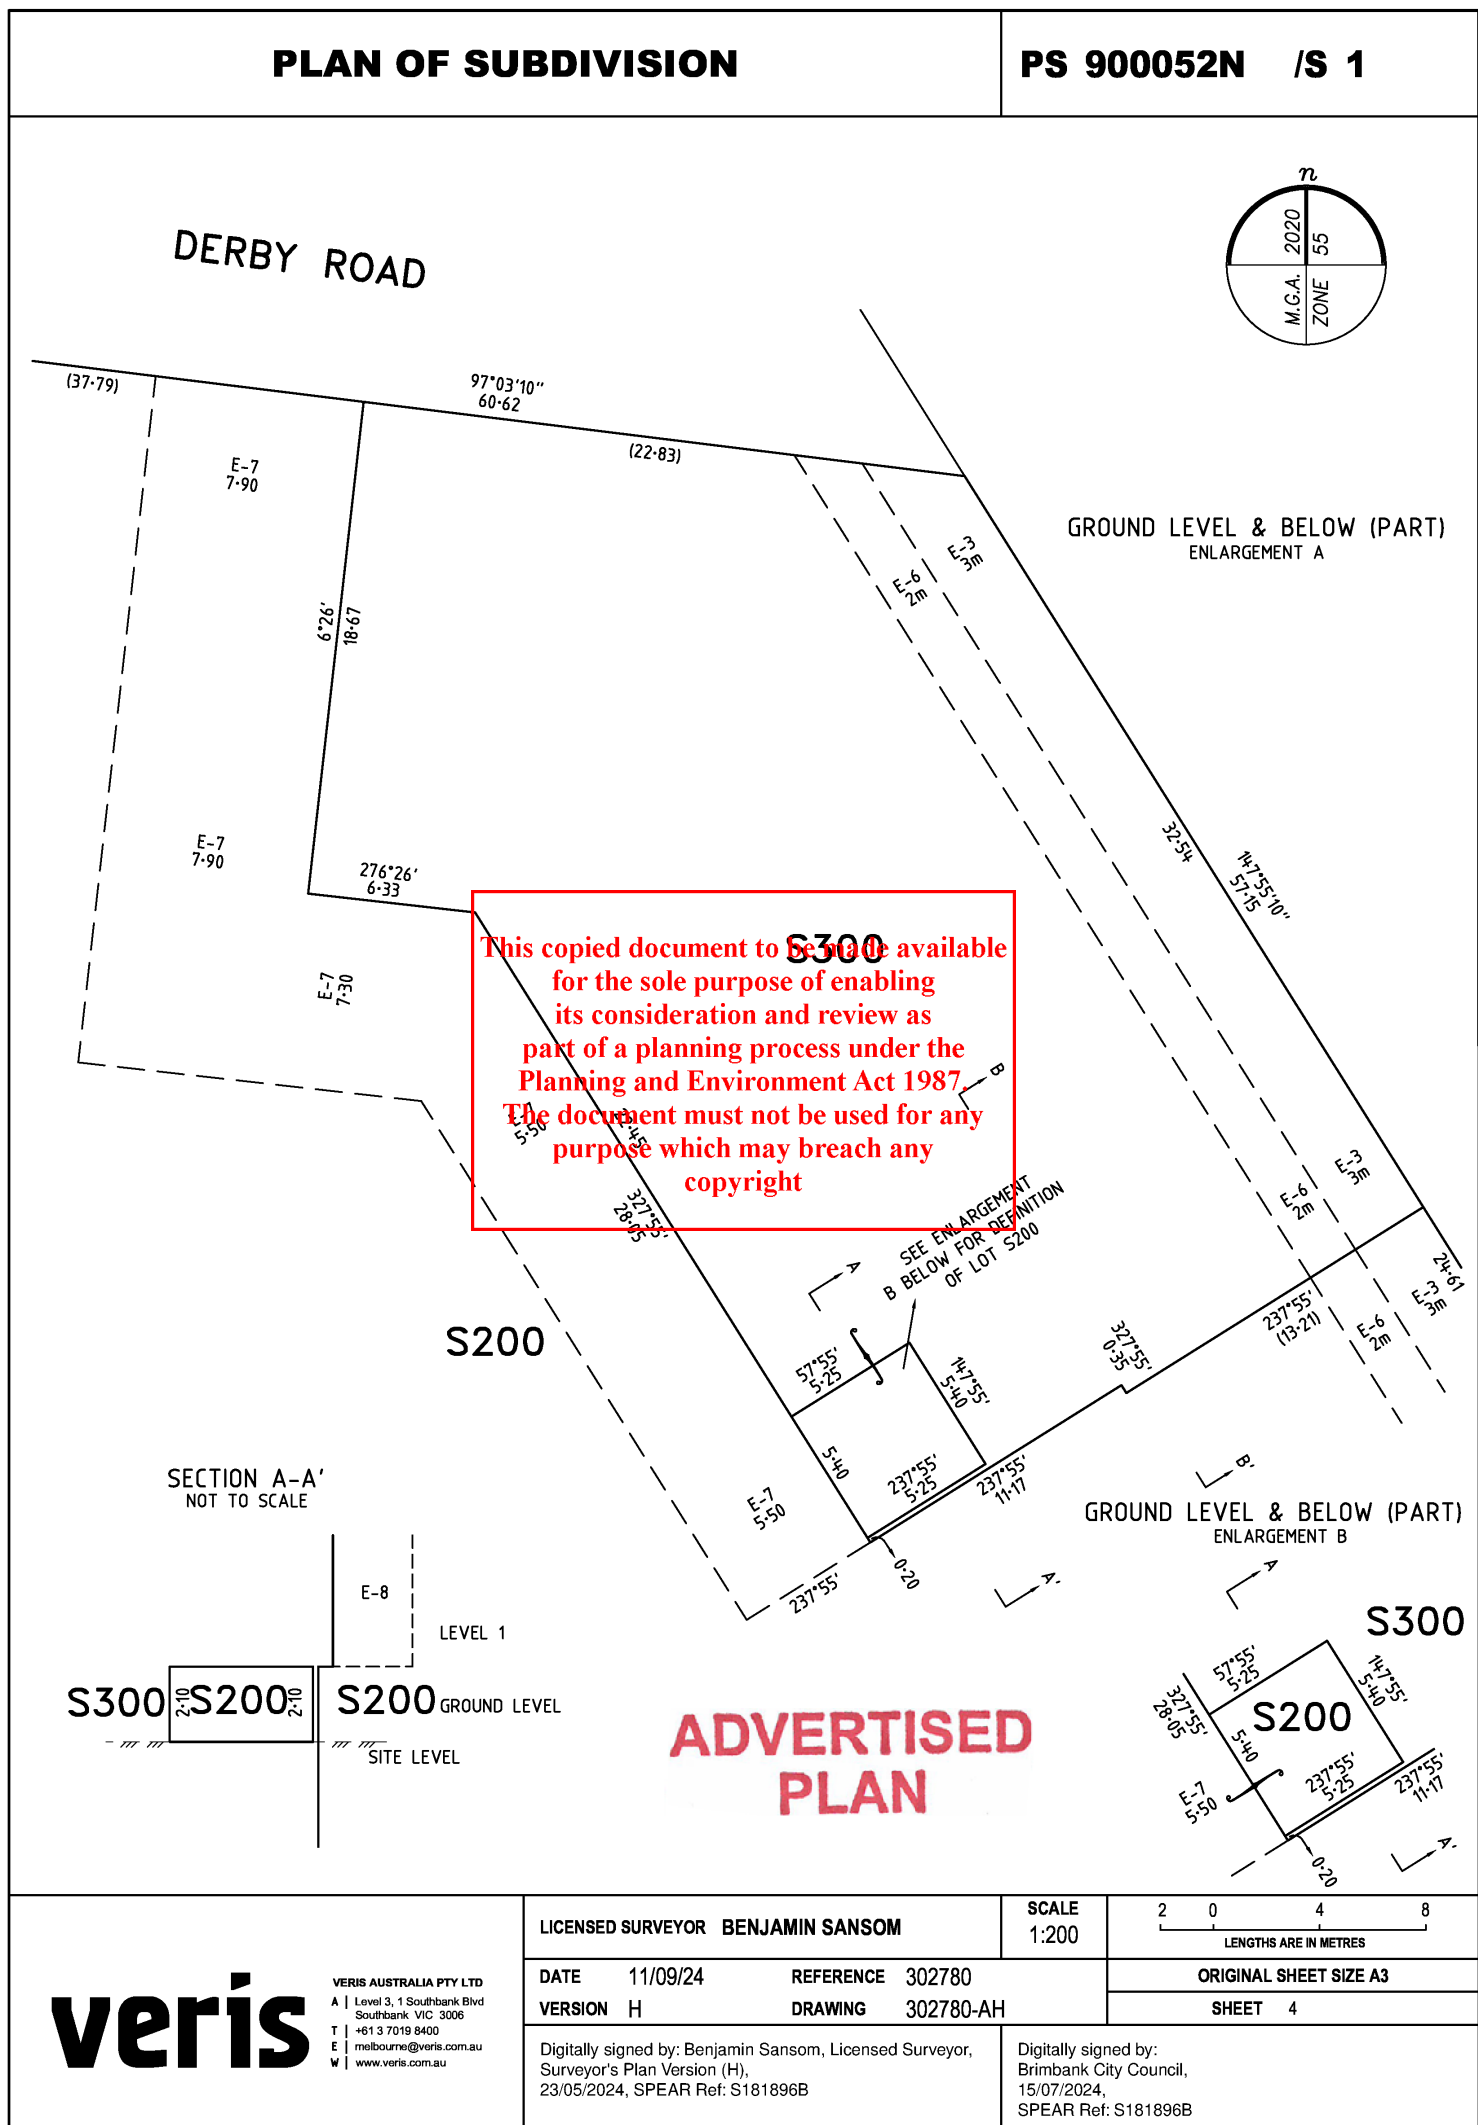 PLAN OF SUBDIVISION
PS 900052N /S 1
n
M.G.A. 2020
ZONE 55
DERBY ROAD
(37·79)
97°03'10"
60·62
(22·83)
E-7
7·90
6°26'
18·67
E-7
7·90
276°26'
6·33
E-7
7·30
E-3
3m
E-6
2m
GROUND LEVEL & BELOW (PART)
ENLARGEMENT A
32·54
147°55'10"
57·15
S300
This copied document to be made available
for the sole purpose of enabling
its consideration and review as
part of a planning process under the
Planning and Environment Act 1987.
The document must not be used for any
purpose which may breach any
copyright
B
E-7
5·50
22·45
327°55'
28·05
SEE ENLARGEMENT
B BELOW FOR DEFINITION
OF LOT S200
A
E-3
3m
E-6
2m
24·61
E-3
3m
E-6
2m
237°55'
(13·21)
327°55'
0·35
S200
57°55'
5·25
147°55'
5·40
5·40
237°55'
5·25
237°55'
11·17
E-7
5·50
0·20
237°55'
A'
B'
SECTION A-A'
NOT TO SCALE
E-8
LEVEL 1
S300
2·10
S200
2·10
S200
GROUND LEVEL
SITE LEVEL
GROUND LEVEL & BELOW (PART)
ENLARGEMENT B
A
S300
57°55'
5·25
147°55'
5·40
327°55'
28·05
S200
5·40
237°55'
5·25
237°55'
11·17
E-7
5·50
0·20
A'
ADVERTISED
PLAN
veris
VERIS AUSTRALIA PTY LTD
A | Level 3, 1 Southbank Blvd
Southbank VIC 3006
T | +61 3 7019 8400
E | melbourne@veris.com.au
W | www.veris.com.au
LICENSED SURVEYOR BENJAMIN SANSOM
SCALE
1:200
2 0 4 8
LENGTHS ARE IN METRES
DATE 11/09/24 REFERENCE 302780
VERSION H DRAWING 302780-AH
ORIGINAL SHEET SIZE A3
SHEET 4
Digitally signed by: Benjamin Sansom, Licensed Surveyor,
Surveyor's Plan Version (H),
23/05/2024, SPEAR Ref: S181896B
Digitally signed by:
Brimbank City Council,
15/07/2024,
SPEAR Ref: S181896B